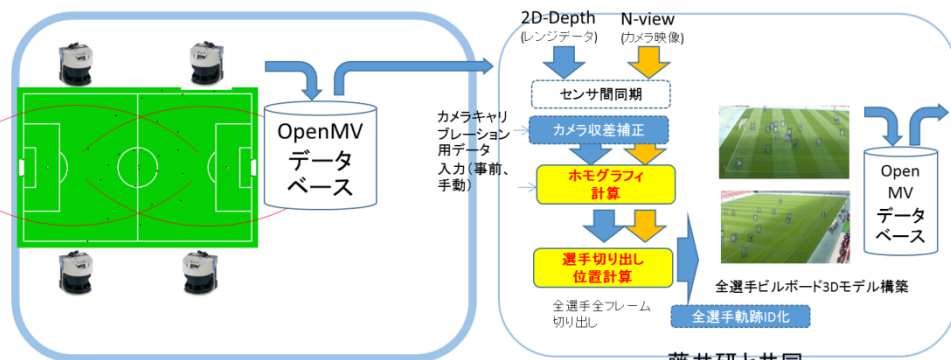 OpenMV
データ
ベース
2D-Depth
(レンジデータ)
N-view
(カメラ映像)
センサ間同期
カメラキャリ
ブレーション
用データ
入力(事前、
手動)
カメラ収差補正
ホモグラフィ
計算
選手切り出し
位置計算
全選手全フレーム
切り出し
全選手ビルボード3Dモデル構築
全選手軌跡ID化
Open
MV
データ
ベース